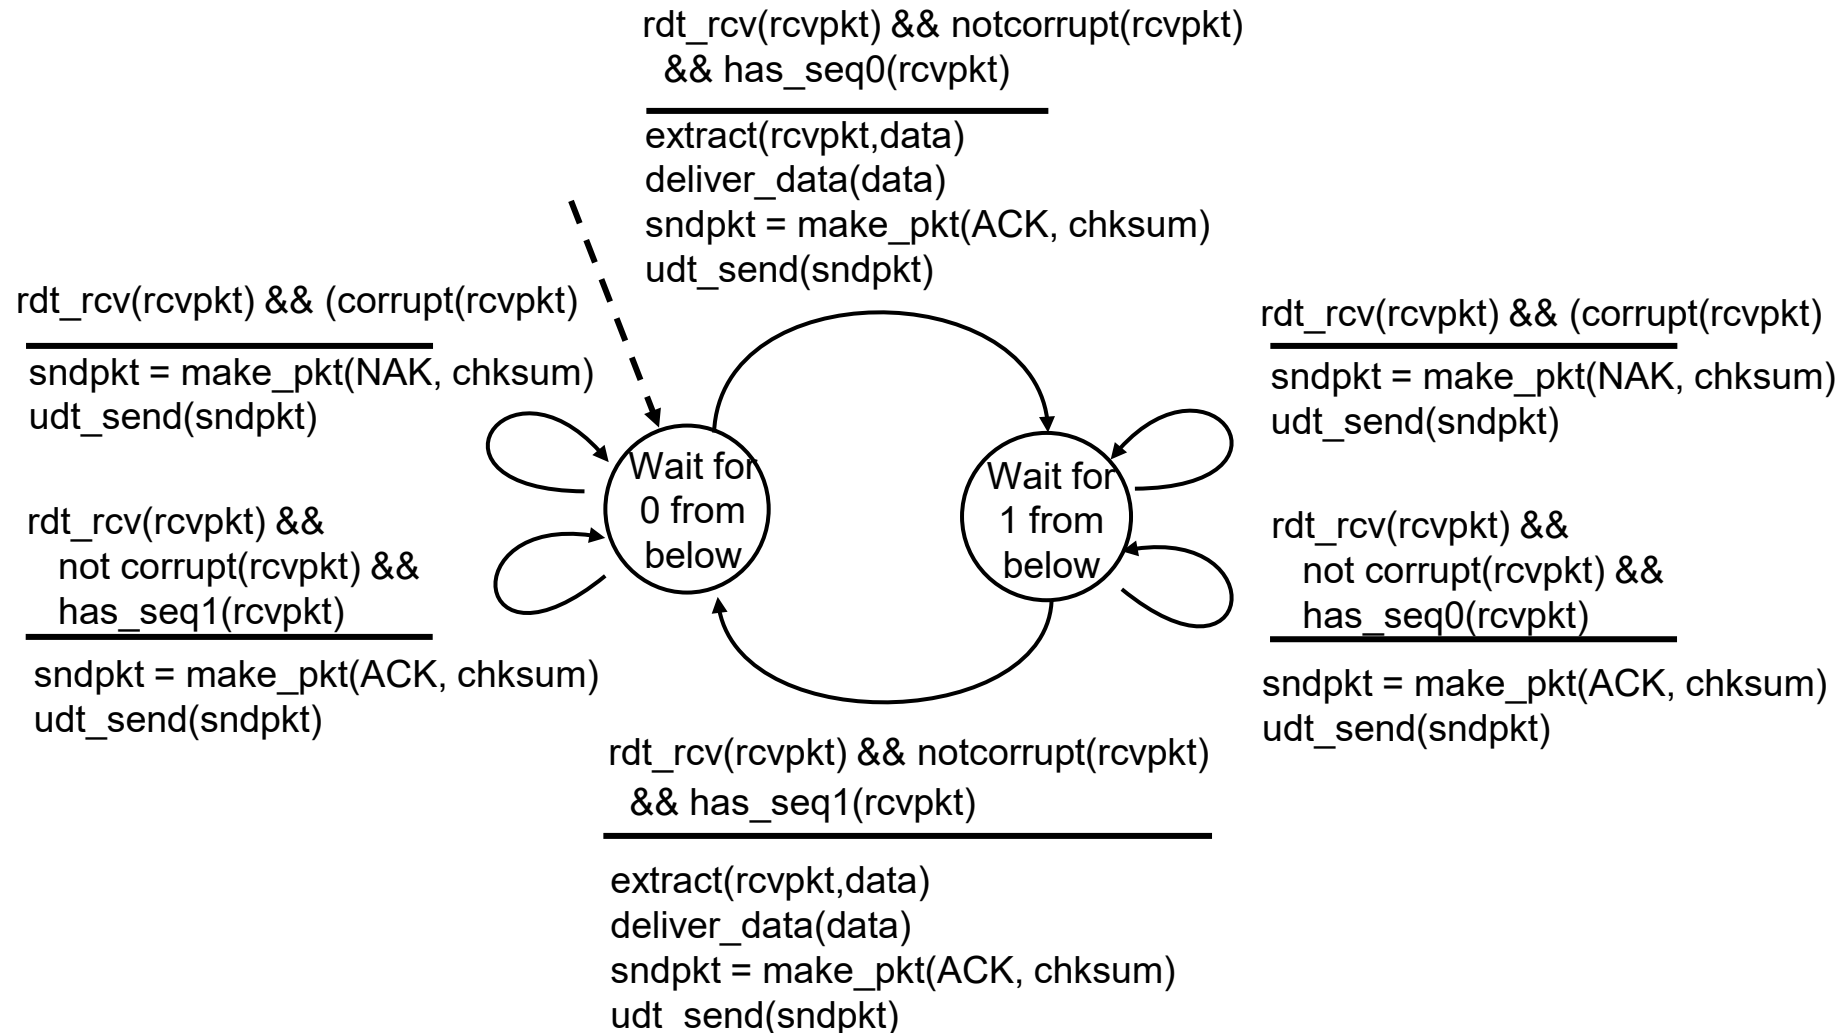 rdt_rcv(rcvpkt) && notcorrupt(rcvpkt)
&& has_seq0(rcvpkt)
extract(rcvpkt,data)
deliver_data(data)
sndpkt = make_pkt(ACK, chksum)
udt_send(sndpkt)
rdt_rcv(rcvpkt) && (corrupt(rcvpkt)
sndpkt = make_pkt(NAK, chksum)
udt_send(sndpkt)
rdt_rcv(rcvpkt) &&
not corrupt(rcvpkt) &&
has_seq1(rcvpkt)
sndpkt = make_pkt(ACK, chksum)
udt_send(sndpkt)
Wait for
0 from
below
Wait for
1 from
below
rdt_rcv(rcvpkt) && (corrupt(rcvpkt)
sndpkt = make_pkt(NAK, chksum)
udt_send(sndpkt)
rdt_rcv(rcvpkt) &&
not corrupt(rcvpkt) &&
has_seq0(rcvpkt)
sndpkt = make_pkt(ACK, chksum)
udt_send(sndpkt)
rdt_rcv(rcvpkt) && notcorrupt(rcvpkt)
&& has_seq1(rcvpkt)
extract(rcvpkt,data)
deliver_data(data)
sndpkt = make_pkt(ACK, chksum)
udt_send(sndpkt)